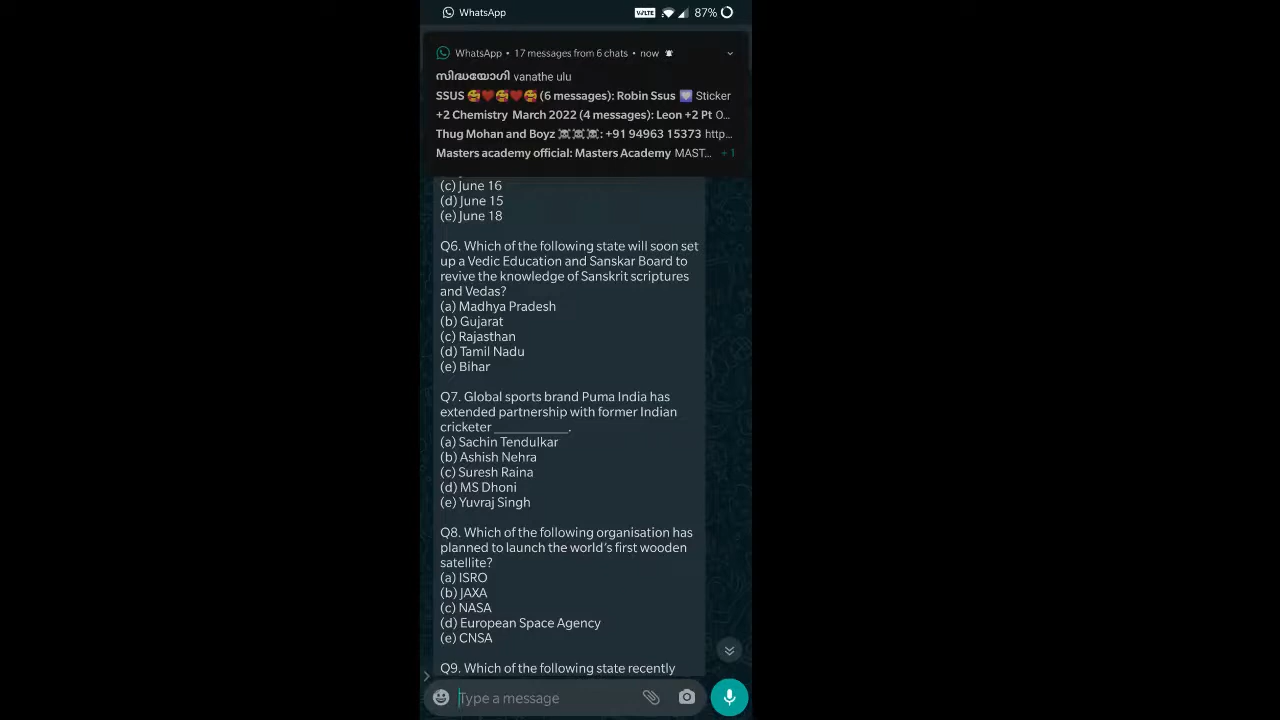 WhatsApp VoLTE 87%
WhatsApp • 17 messages from 6 chats • now
സിദ്ധയോഗി vanathe ulu
SSUS 🥰❤️🥰❤️🥰 (6 messages): Robin Ssus 💟 Sticker
+2 Chemistry March 2022 (4 messages): Leon +2 Pt O...
Thug Mohan and Boyz ☠☠☠: +91 94963 15373 http...
Masters academy official: Masters Academy MAST... +1
(c) June 16
(d) June 15
(e) June 18
Q6. Which of the following state will soon set
up a Vedic Education and Sanskar Board to
revive the knowledge of Sanskrit scriptures
and Vedas?
(a) Madhya Pradesh
(b) Gujarat
(c) Rajasthan
(d) Tamil Nadu
(e) Bihar
Q7. Global sports brand Puma India has
extended partnership with former Indian
cricketer ___________.
(a) Sachin Tendulkar
(b) Ashish Nehra
(c) Suresh Raina
(d) MS Dhoni
(e) Yuvraj Singh
Q8. Which of the following organisation has
planned to launch the world's first wooden
satellite?
(a) ISRO
(b) JAXA
(c) NASA
(d) European Space Agency
(e) CNSA
Q9. Which of the following state recently
Type a message